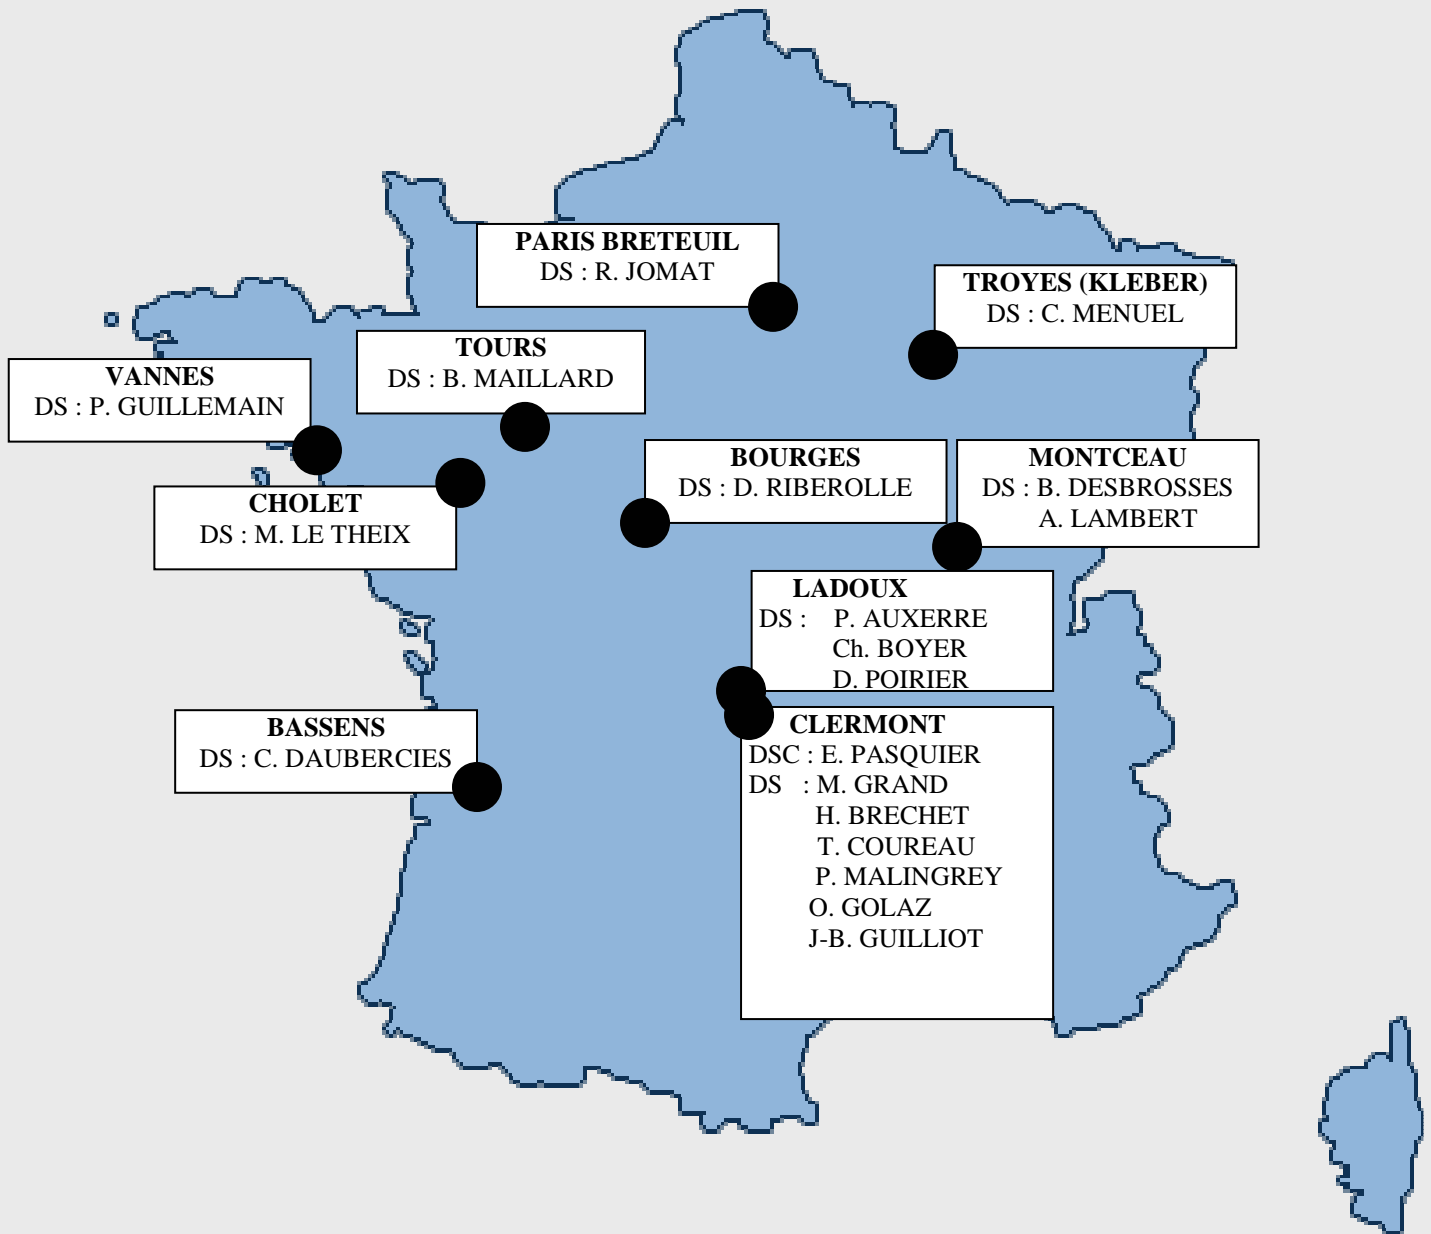 PARIS BRETEUIL
DS : R. JOMAT
TROYES (KLEBER)
DS : C. MENUEL
TOURS
DS : B. MAILLARD
VANNES
DS : P. GUILLEMAIN
CHOLET
DS : M. LE THEIX
BOURGES
DS : D. RIBEROLLE
MONTCEAU
DS : B. DESBROSSES
A. LAMBERT
LADOUX
DS : P. AUXERRE
Ch. BOYER
D. POIRIER
BASSENS
DS : C. DAUBERCIES
CLERMONT
DSC : E. PASQUIER
DS : M. GRAND
H. BRECHET
T. COUREAU
P. MALINGREY
O. GOLAZ
J-B. GUILLIOT